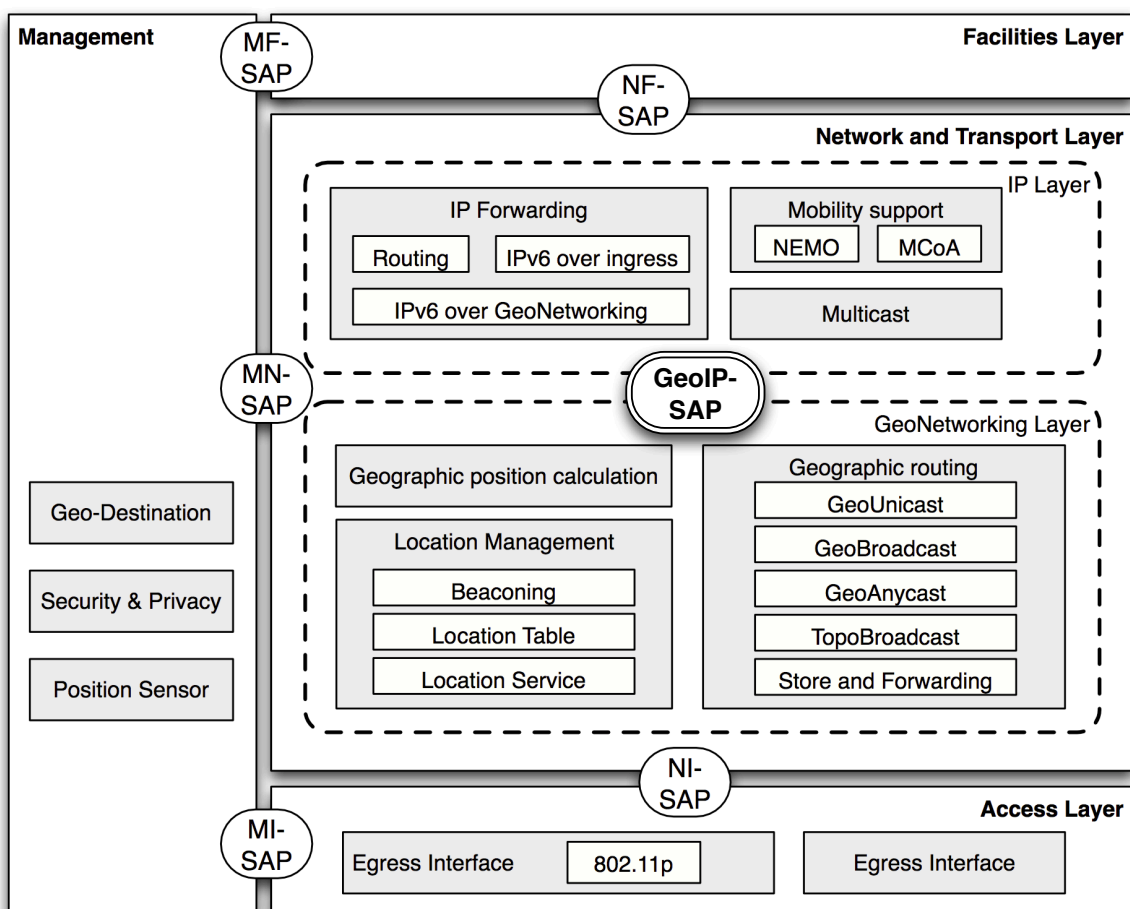 Management
MF-
SAP
Facilities Layer
NF-
SAP
Network and Transport Layer
IP Layer
IP Forwarding
Routing
IPv6 over ingress
IPv6 over GeoNetworking
Mobility support
NEMO
MCoA
Multicast
MN-
SAP
GeoIP-
SAP
GeoNetworking Layer
Geographic position calculation
Location Management
Beaconing
Location Table
Location Service
Geographic routing
GeoUnicast
GeoBroadcast
GeoAnycast
TopoBroadcast
Store and Forwarding
Geo-Destination
Security & Privacy
Position Sensor
NI-
SAP
MI-
SAP
Access Layer
Egress Interface
802.11p
Egress Interface